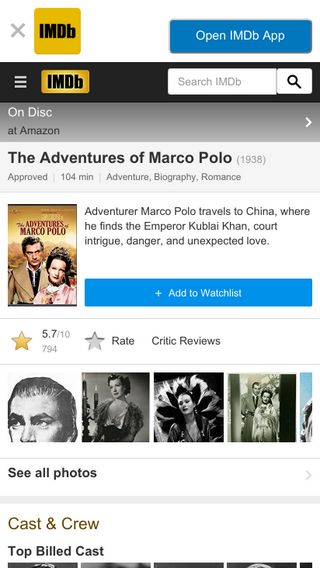 IMDb
Open IMDb App
IMDb
Search IMDb
On Disc
at Amazon
The Adventures of Marco Polo (1938)
Approved | 104 min | Adventure, Biography, Romance
The ADVENTURES of
MARCO POLO
Adventurer Marco Polo travels to China, where
he finds the Emperor Kublai Khan, court
intrigue, danger, and unexpected love.
+ Add to Watchlist
5.7/10
794
Rate
Critic Reviews
See all photos
Cast & Crew
Top Billed Cast